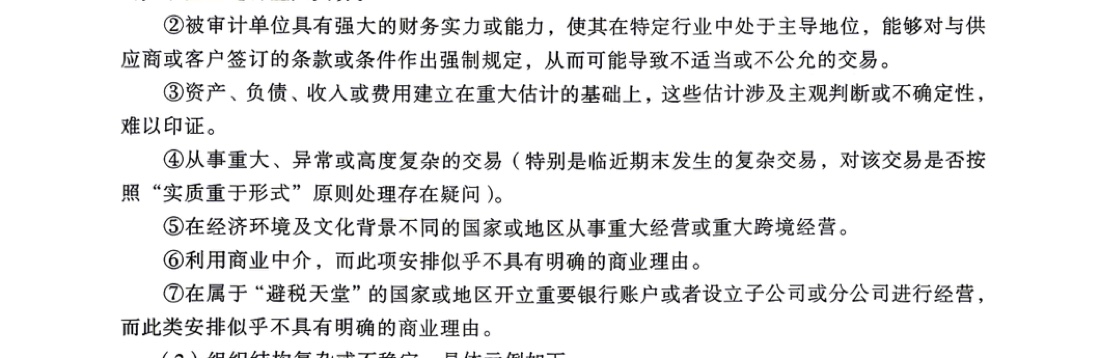 ②被审计单位具有强大的财务实力或能力，使其在特定行业中处于主导地位，能够对与供
应商或客户签订的条款或条件作出强制规定，从而可能导致不适当或不公允的交易。
③资产、负债、收入或费用建立在重大估计的基础上，这些估计涉及主观判断或不确定性，
难以印证。
④从事重大、异常或高度复杂的交易（特别是临近期末发生的复杂交易，对该交易是否按
照“实质重于形式”原则处理存在疑问）。
⑤在经济环境及文化背景不同的国家或地区从事重大经营或重大跨境经营。
⑥利用商业中介，而此项安排似乎不具有明确的商业理由。
⑦在属于“避税天堂”的国家或地区开立重要银行账户或者设立子公司或分公司进行经营，
而此类安排似乎不具有明确的商业理由。